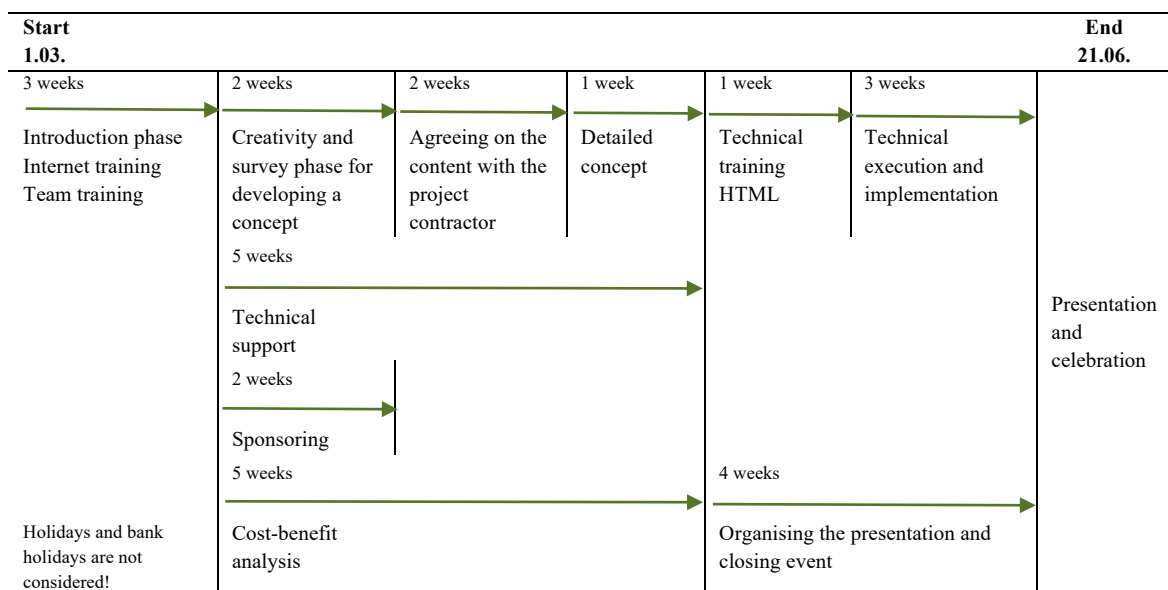 Start
1.03.
End
21.06.
3 weeks
Introduction phase
Internet training
Team training
2 weeks
Creativity and
survey phase for
developing a
concept
2 weeks
Agreeing on the
content with the
project
contractor
1 week
Detailed
concept
1 week
Technical
training
HTML
3 weeks
Technical
execution and
implementation
5 weeks
Technical
support
Presentation
and
celebration
2 weeks
Sponsoring
5 weeks
Cost-benefit
analysis
4 weeks
Organising the presentation and
closing event
Holidays and bank
holidays are not
considered!